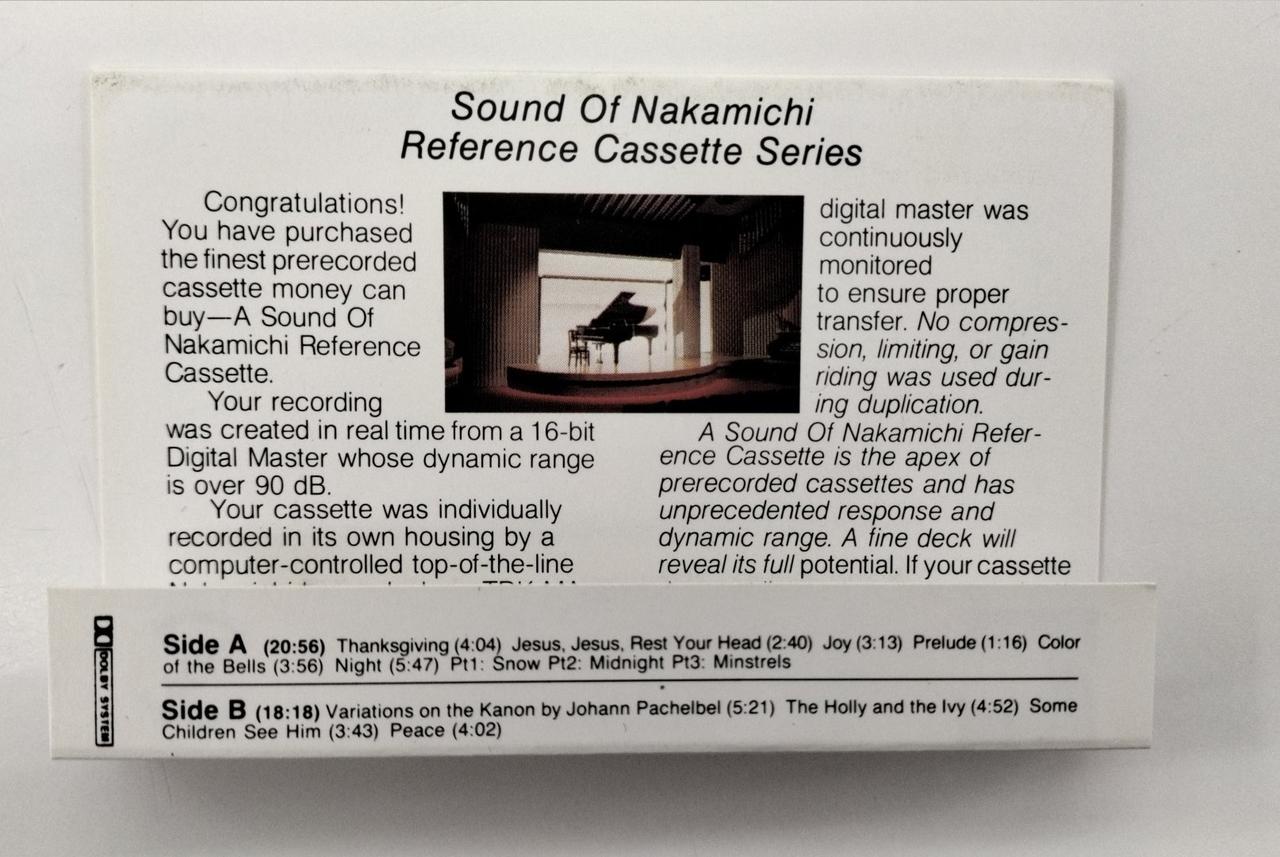 Sound Of Nakamichi
Reference Cassette Series
Congratulations!
You have purchased
the finest prerecorded
cassette money can
buy—A Sound Of
Nakamichi Reference
Cassette.
Your recording
was created in real time from a 16-bit
Digital Master whose dynamic range
is over 90 dB.
Your cassette was individually
recorded in its own housing by a
computer-controlled top-of-the-line
digital master was
continuously
monitored
to ensure proper
transfer. No compres-
sion, limiting, or gain
riding was used dur-
ing duplication.
A Sound Of Nakamichi Refer-
ence Cassette is the apex of
prerecorded cassettes and has
unprecedented response and
dynamic range. A fine deck will
reveal its full potential. If your cassette
DOLBY SYSTEM
Side A (20:56) Thanksgiving (4:04) Jesus, Jesus, Rest Your Head (2:40) Joy (3:13) Prelude (1:16) Color
of the Bells (3:56) Night (5:47) Pt1: Snow Pt2: Midnight Pt3: Minstrels
Side B (18:18) Variations on the Kanon by Johann Pachelbel (5:21) The Holly and the Ivy (4:52) Some
Children See Him (3:43) Peace (4:02)